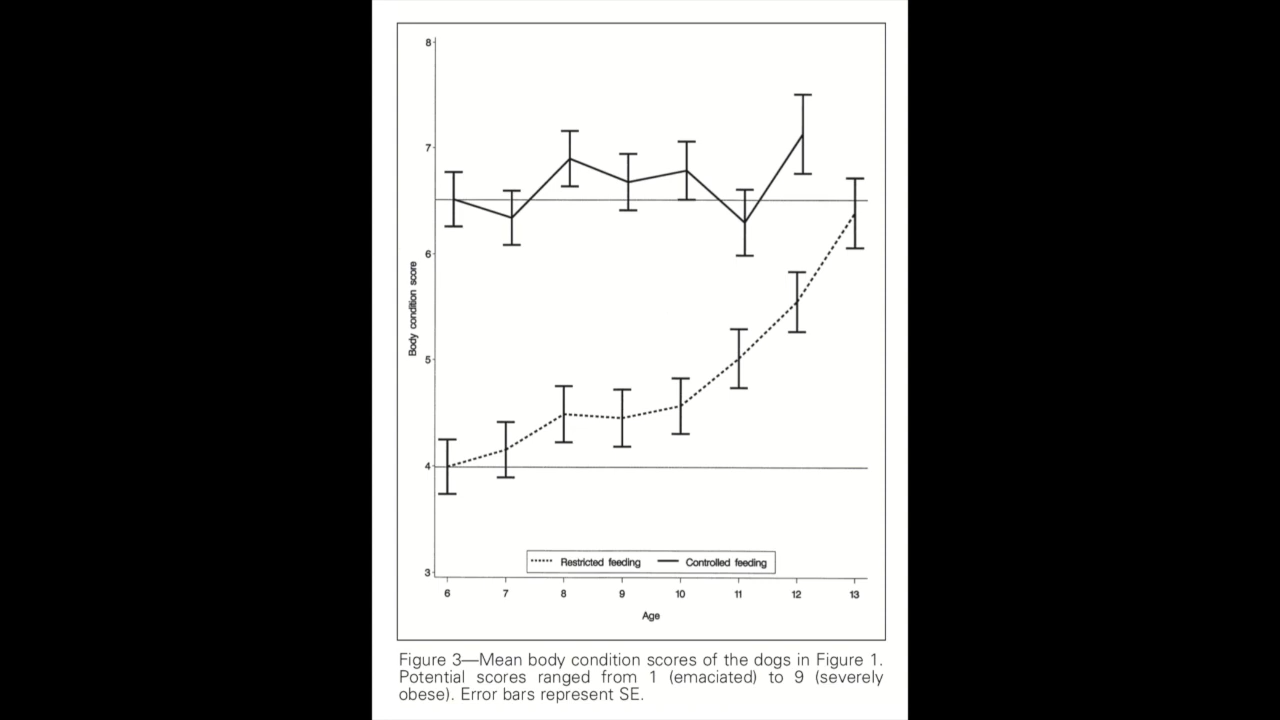 8
7
6
5
4
3
Body condition score
Restricted feeding Controlled feeding
6 7 8 9 10 11 12 13
Age
Figure 3—Mean body condition scores of the dogs in Figure 1.
Potential scores ranged from 1 (emaciated) to 9 (severely
obese). Error bars represent SE.